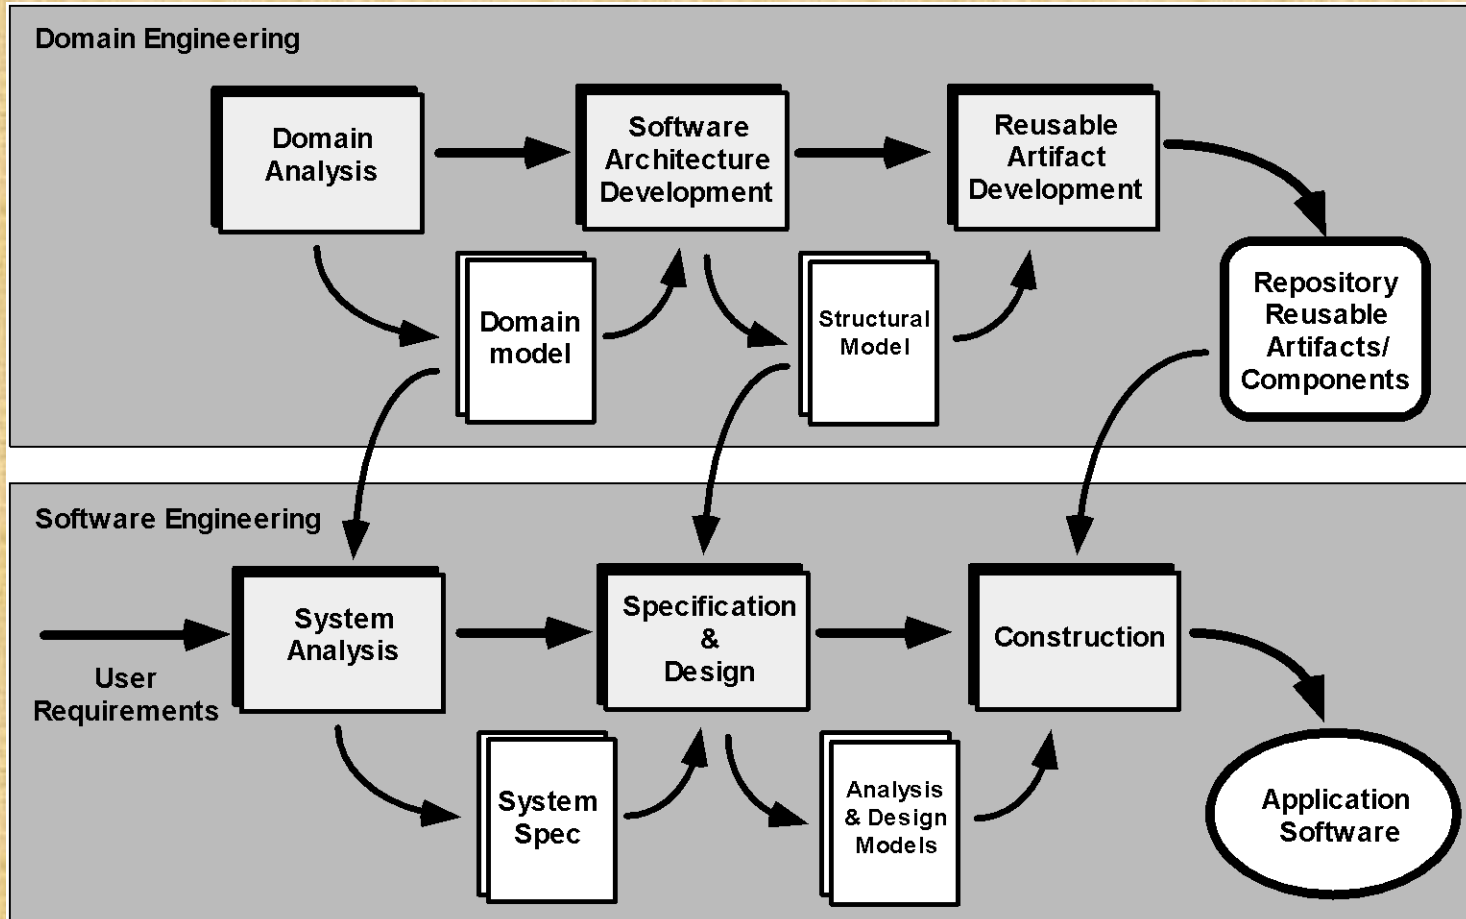 Domain Engineering
Domain
Analysis
Software
Architecture
Development
Reusable
Artifact
Development
Domain
model
Structural
Model
Repository
Reusable
Artifacts/
Components
Software Engineering
User
Requirements
System
Analysis
Specification
&
Design
Construction
System
Spec
Analysis
& Design
Models
Application
Software